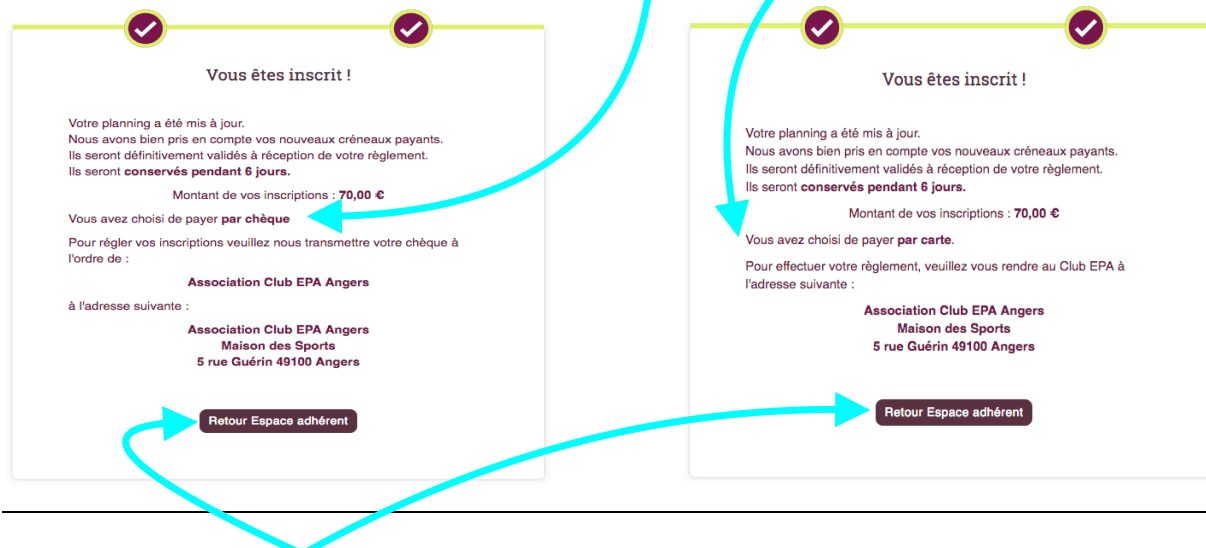 Vous êtes inscrit !
Votre planning a été mis à jour.
Nous avons bien pris en compte vos nouveaux créneaux payants.
Ils seront définitivement validés à réception de votre règlement.
Ils seront conservés pendant 6 jours.
Montant de vos inscriptions : 70,00 €
Vous avez choisi de payer par chèque
Pour régler vos inscriptions veuillez nous transmettre votre chèque à
l'ordre de :
Association Club EPA Angers
à l'adresse suivante :
Association Club EPA Angers
Maison des Sports
5 rue Guérin 49100 Angers
Retour Espace adhérent
Vous êtes inscrit !
Votre planning a été mis à jour.
Nous avons bien pris en compte vos nouveaux créneaux payants.
Ils seront définitivement validés à réception de votre règlement.
Ils seront conservés pendant 6 jours.
Montant de vos inscriptions : 70,00 €
Vous avez choisi de payer par carte.
Pour effectuer votre règlement, veuillez vous rendre au Club EPA à
l'adresse suivante :
Association Club EPA Angers
Maison des Sports
5 rue Guérin 49100 Angers
Retour Espace adhérent